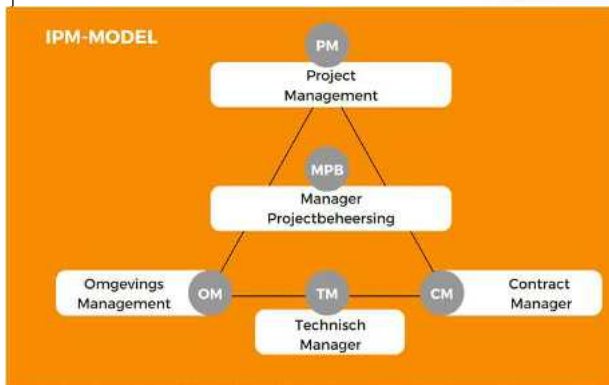 IPM-MODEL
PM
Project
Management
MPB
Manager
Projectbeheersing
Omgevings
Management
OM
TM
Technisch
Manager
CM
Contract
Manager